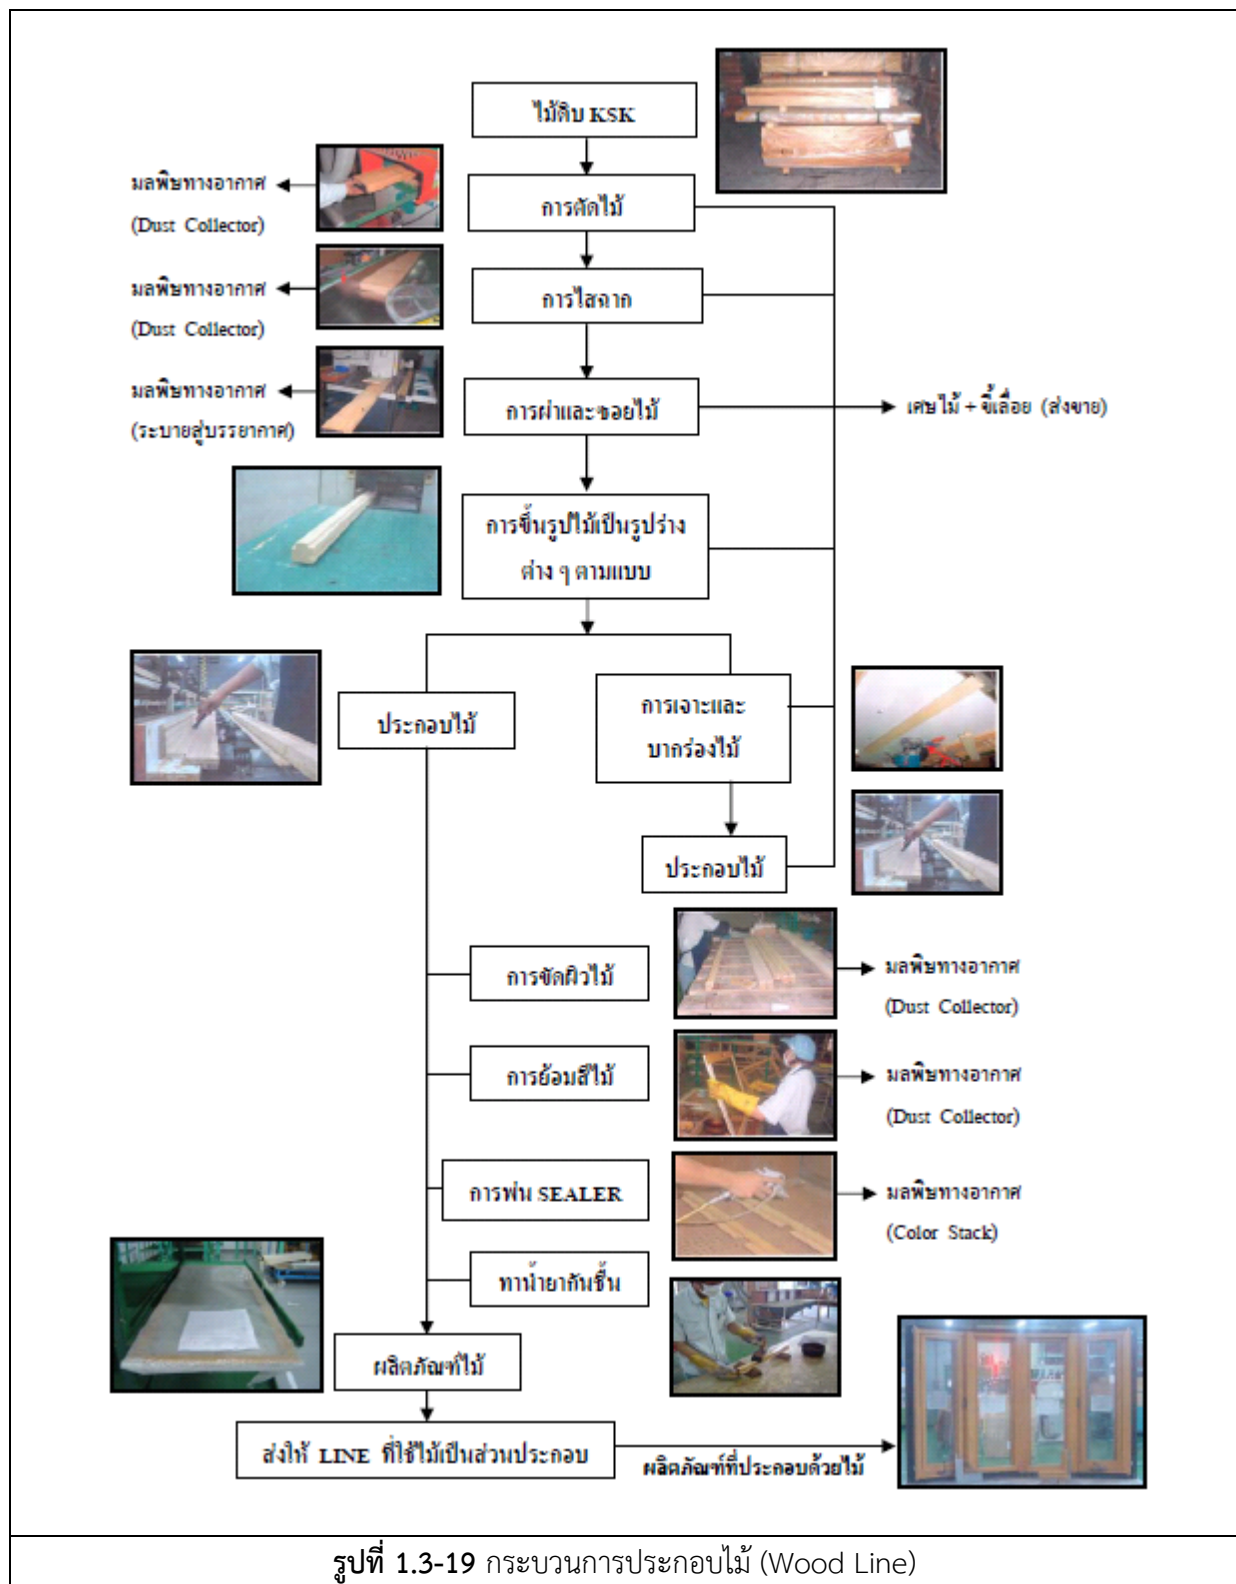 ไม้ดิบ KSK
มลพิษทางอากาศ
(Dust Collector)
การตัดไม้
มลพิษทางอากาศ
(Dust Collector)
การไสฉาก
มลพิษทางอากาศ
(ระบายสู่บรรยากาศ)
การผ่าและซอยไม้
เศษไม้ + ขี้เลื่อย (ส่งขาย)
การขึ้นรูปไม้เป็นรูปร่าง
ต่าง ๆ ตามแบบ
ประกอบไม้
การเจาะและ
บากร่องไม้
ประกอบไม้
การขัดผิวไม้
มลพิษทางอากาศ
(Dust Collector)
การย้อมสีไม้
มลพิษทางอากาศ
(Dust Collector)
การพ่น SEALER
มลพิษทางอากาศ
(Color Stack)
ทาน้ำยากันชื้น
ผลิตภัณฑ์ไม้
ส่งให้ LINE ที่ใช้ไม้เป็นส่วนประกอบ
ผลิตภัณฑ์ที่ประกอบด้วยไม้
รูปที่ 1.3-19 กระบวนการประกอบไม้ (Wood Line)